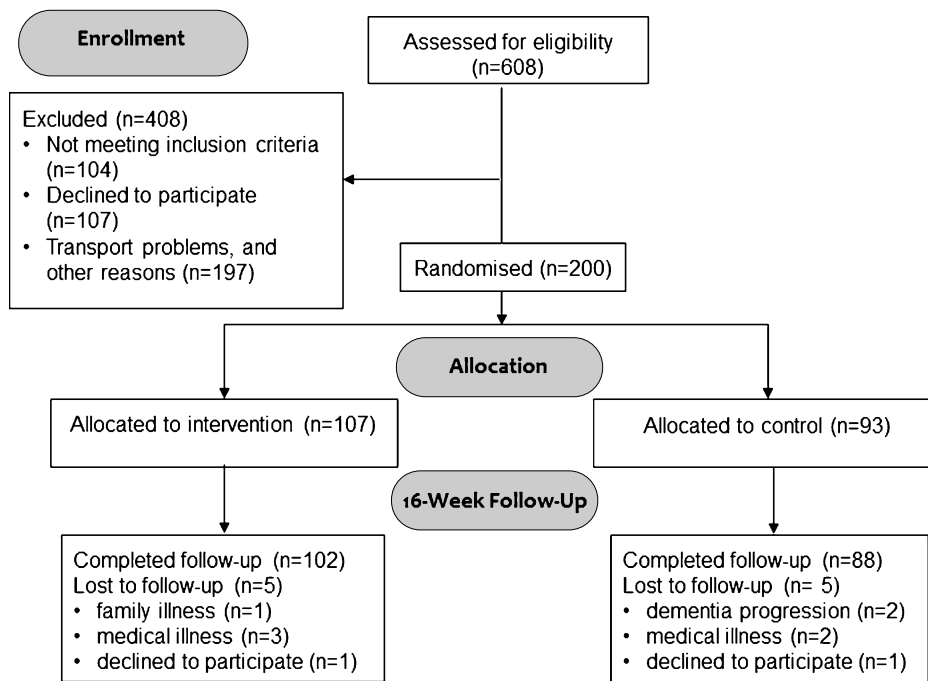 Enrollment
Assessed for eligibility
(n=608)
Excluded (n=408)
• Not meeting inclusion criteria
(n=104)
• Declined to participate
(n=107)
• Transport problems, and
other reasons (n=197)
Randomised (n=200)
Allocation
Allocated to intervention (n=107)
Allocated to control (n=93)
16-Week Follow-Up
Completed follow-up (n=102)
Lost to follow-up (n=5)
• family illness (n=1)
• medical illness (n=3)
• declined to participate (n=1)
Completed follow-up (n=88)
Lost to follow-up (n= 5)
• dementia progression (n=2)
• medical illness (n=2)
• declined to participate (n=1)